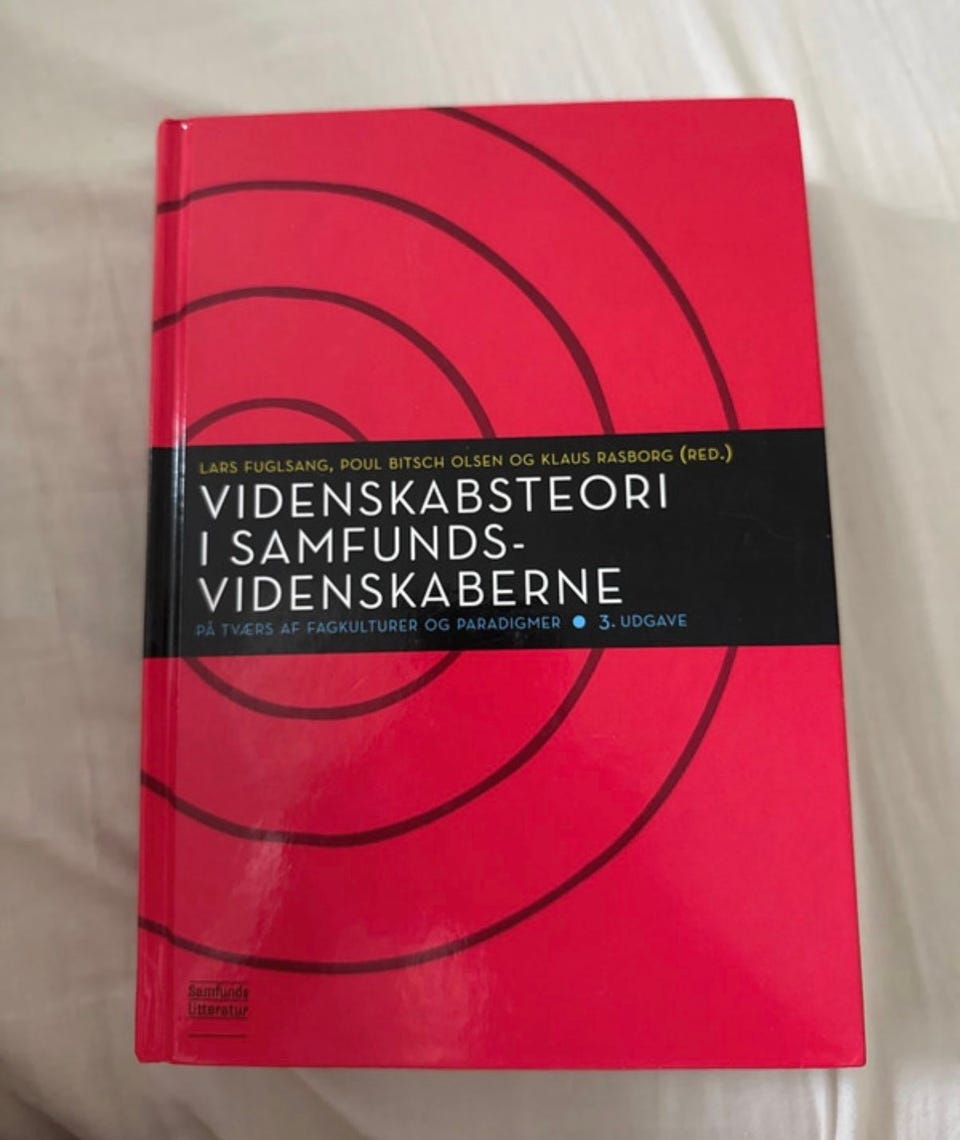 LARS FUGLSANG, POUL BITSCH OLSEN OG KLAUS RASBORG (RED.)
VIDENSKABSTEORI
I SAMFUNDS-
VIDENSKABERNE
PÅ TVÆRS AF FAGKULTURER OG PARADIGMER ● 3. UDGAVE
Samfunds
Litteratur